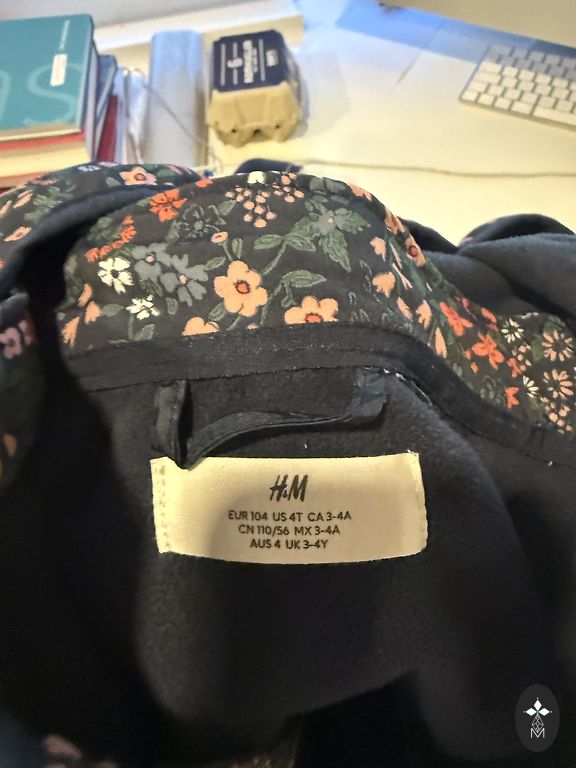 H&M
EUR 104 US 4T CA 3-4A
CN 110/56 MX 3-4A
AUS 4 UK 3-4Y